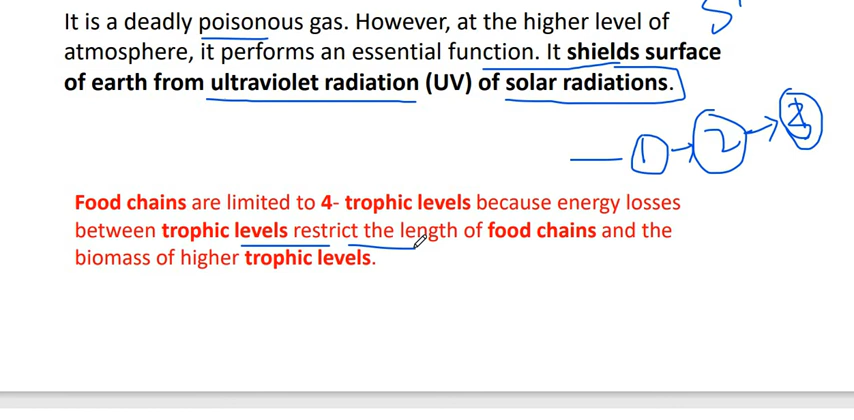 It is a deadly poisonous gas. However, at the higher level of
atmosphere, it performs an essential function. It shields surface
of earth from ultraviolet radiation (UV) of solar radiations.
1 2
Food chains are limited to 4- trophic levels because energy losses
between trophic levels restrict the length of food chains and the
biomass of higher trophic levels.